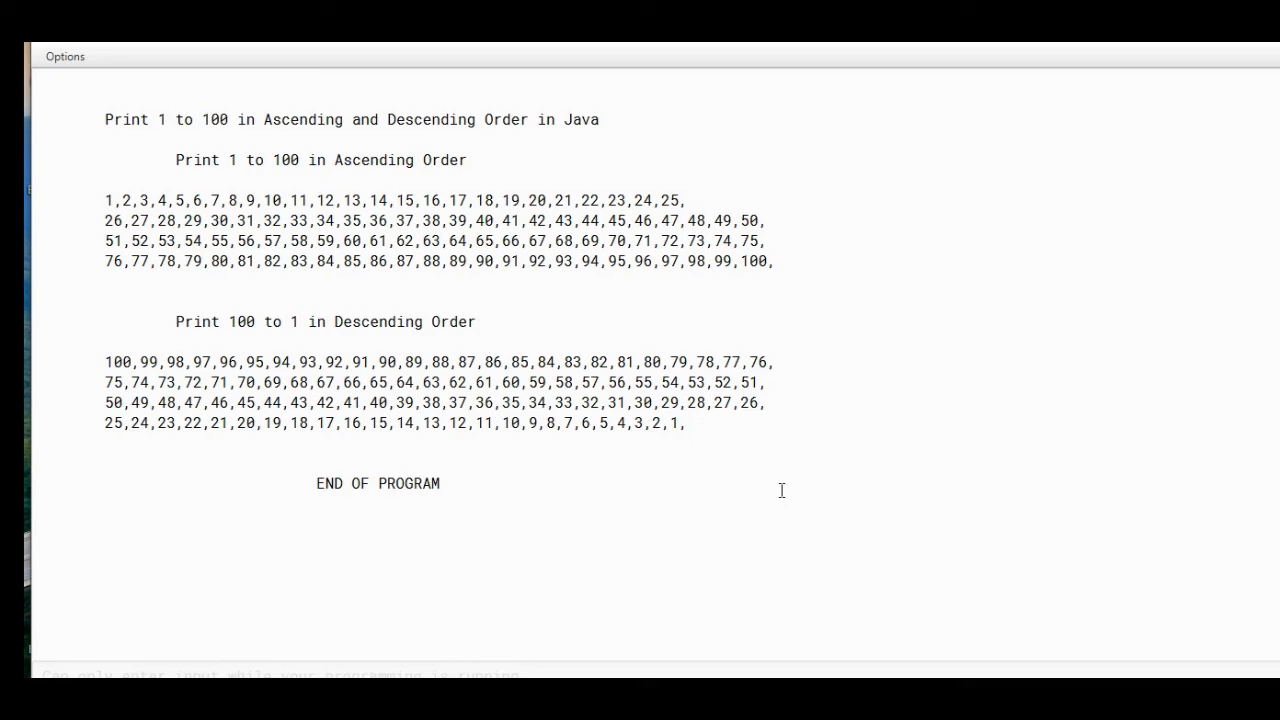 Options
Print 1 to 100 in Ascending and Descending Order in Java
Print 1 to 100 in Ascending Order
1,2,3,4,5,6,7,8,9,10,11,12,13,14,15,16,17,18,19,20,21,22,23,24,25,
26,27,28,29,30,31,32,33,34,35,36,37,38,39,40,41,42,43,44,45,46,47,48,49,50,
51,52,53,54,55,56,57,58,59,60,61,62,63,64,65,66,67,68,69,70,71,72,73,74,75,
76,77,78,79,80,81,82,83,84,85,86,87,88,89,90,91,92,93,94,95,96,97,98,99,100,
Print 100 to 1 in Descending Order
100,99,98,97,96,95,94,93,92,91,90,89,88,87,86,85,84,83,82,81,80,79,78,77,76,
75,74,73,72,71,70,69,68,67,66,65,64,63,62,61,60,59,58,57,56,55,54,53,52,51,
50,49,48,47,46,45,44,43,42,41,40,39,38,37,36,35,34,33,32,31,30,29,28,27,26,
25,24,23,22,21,20,19,18,17,16,15,14,13,12,11,10,9,8,7,6,5,4,3,2,1,
END OF PROGRAM
Can only enter input while your programming is running